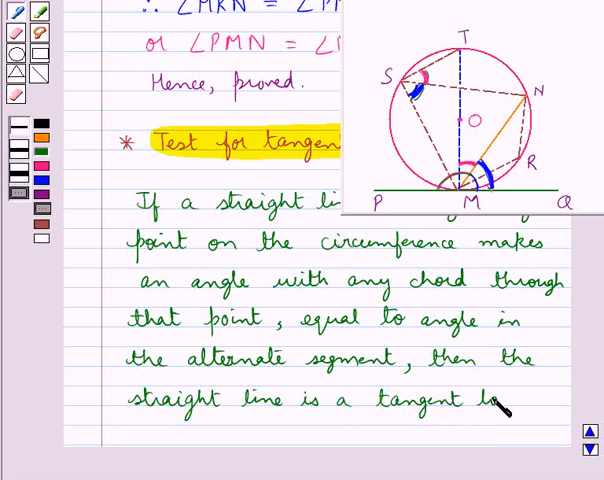 ∴ ∠MRN = ∠P
or ∠PMN = ∠
Hence, proved.
* Test for tangen
If a straight li
point on the circumference makes
an angle with any chord through
that point, equal to angle in
the alternate segment, then the
straight line is a tangent
T
S
N
O
R
P
M
Q